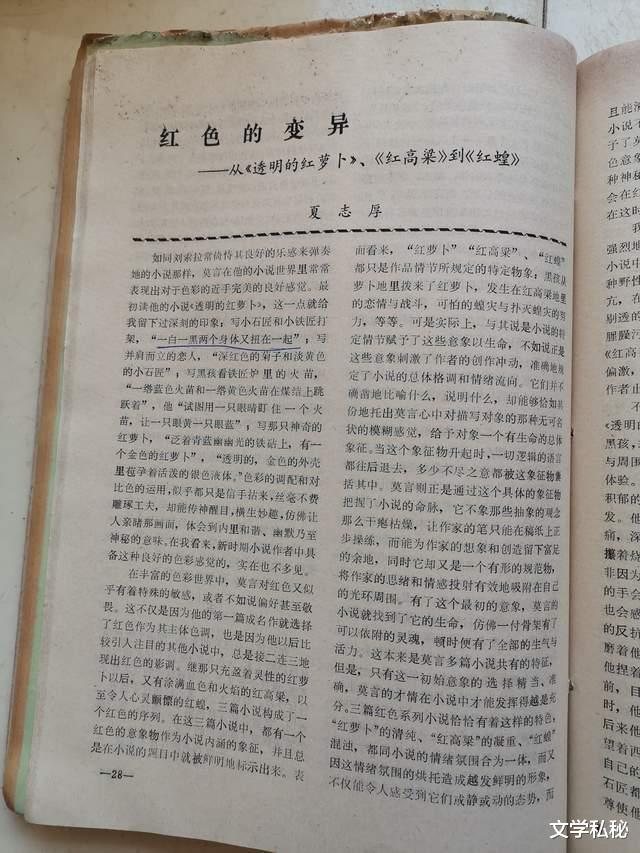 红色的变异
——从《透明的红萝卜》、《红高粱》到《红蝗》
夏志厚
如同刘索拉常倚恃其良好的乐感来弹奏
她的小说那样，莫言在他的小说世界里常常
表现出对于色彩的近乎完美的良好感觉。最
初读他的小说《透明的红萝卜》，这一点就给
我留下过深刻的印象：写小石匠和小铁匠打
架，“一白一黑两个身体又扭在一起”；写
并肩而立的恋人，“深红色的菊子和淡黄色
的小石匠”；写黑孩看铁匠炉里的火苗，
“一塔蓝色火苗和一塔黄色火苗在煤结上跳
跃着”，他“试图用一只眼睛盯住一个火
苗，让一只眼黄一只眼蓝”；写那只神奇的
红萝卜，“泛着青蓝幽幽光的铁砧上，有一
个金色的红萝卜”，“透明的，金色的外壳
里苞孕着活泼的银色液体。”色彩的调配和对
比色的运用，似乎都只是信手拈来，丝毫不费
雕琢工夫，却能传神醒目，横生妙趣，仿佛让
人亲睹那画面，体会到内里和谐、幽默乃至
神秘的意味。在我看来，新时期小说作者中具
备这种良好的色彩感觉的，实在也不多见。
在丰富的色彩世界中，莫言对红色又似
乎有着特殊的敏感，或者不如说偏好甚至敬
畏。这不仅是因为他的第一篇成名作就选择
了红色作为其主体色调，也是因为他以后比
较引人注目的其他小说中，总是接二连三地
现出红色的影调。继那只充盈着灵性的红萝
卜以后，又有涂满血色和火焰的红高粱，以
至令人心灵颤慄的红蝗，三篇小说构成了一
个红色的序列。在这三篇小说中，都有一个
红色的意象物作为小说内涵的象征，并且总
是在小说的题目中就被鲜明地标示出来。表
面看来，“红萝卜”“红高粱”、“红蝗”
都只是作品情节所规定的特定物象：黑孩从
萝卜地里拨来了红萝卜，发生在红高粱地里
的恋情与战斗，可怕的蝗灾与扑灭蝗灾的努
力，等等。可是实际上，与其说是小说的特
定情节赋予了这些意象以生命，不如说正是
这些意象刺激了作者的创作冲动，准确地规
定了小说的总体格调和情绪流向。它们并不
确凿地比喻什么，说明什么，却能够恰如其
份地托出莫言心中对描写对象的那种无可名
状的模糊感觉，给予对象一个有生命的总体
象征。当这个象征物升起时，一切逻辑的语言
都往后退去，多少不尽之意都被这象征物囊
括其中。莫言则正是通过这个具体的象征物
把握了小说的命脉，它不象那些抽象的观念
那么干瘪枯燥，让作家的笔只能在稿纸上正
步操练，而能为作家的想象和创造留下富足
的余地，同时它却又是一个有形的规范物，
将作家的思绪和情感投射有效地吸附在自己
的光环周围。有了这个最初的意象，莫言的
小说就找到了它的生命，仿佛一付骨架有了
可以依附的灵魂，顿时便有了全部的生气与
活力。这本来是莫言多篇小说共有的特征，
但是，只有这一初始意象的选择精当、准
确，莫言的才情在小说中才能发挥得越是充
分。三篇红色系列小说恰恰有着这样的特色，
“红萝卜”的清纯、“红高粱”的凝重、“红蝗”
混浊，都同小说的情绪氛围合为一体，而又
因这情绪氛围的烘托造成越发鲜明的形象，
不仅能令人感受到它们或静或动的态势，而
—28—
文学私秘